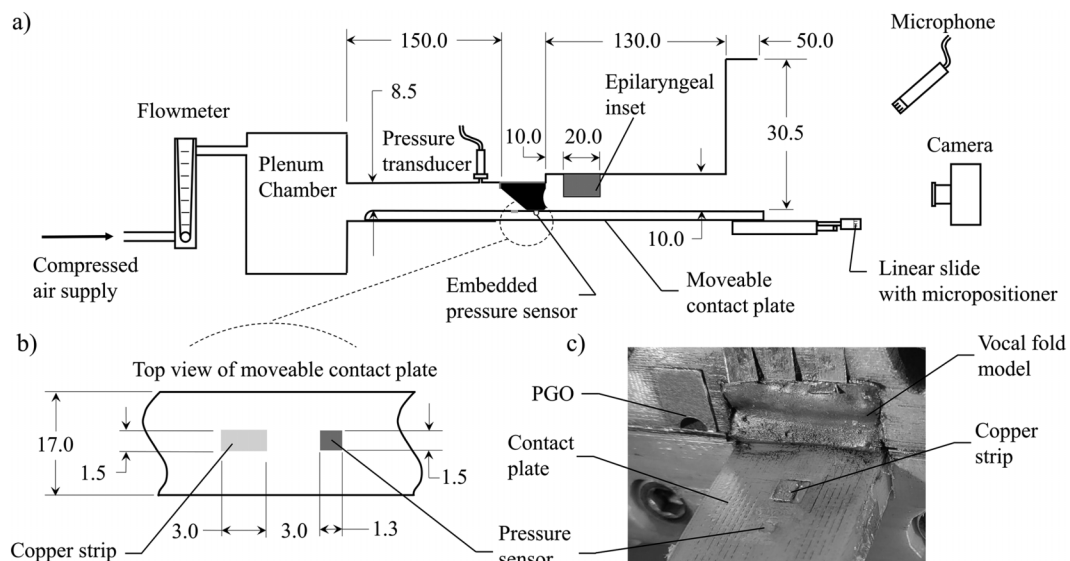 a)
Microphone
150.0
130.0
50.0
Epilaryngeal
inset
Flowmeter
8.5
Pressure
transducer
10.0
20.0
30.5
Camera
Plenum
Chamber
10.0
Compressed
air supply
Embedded
pressure sensor
Moveable
contact plate
Linear slide
with micropositioner
b)
Top view of moveable contact plate
17.0
1.5
1.5
3.0
3.0
1.3
Copper strip
Pressure
sensor
c)
Vocal fold
model
PGO
Contact
plate
Copper
strip